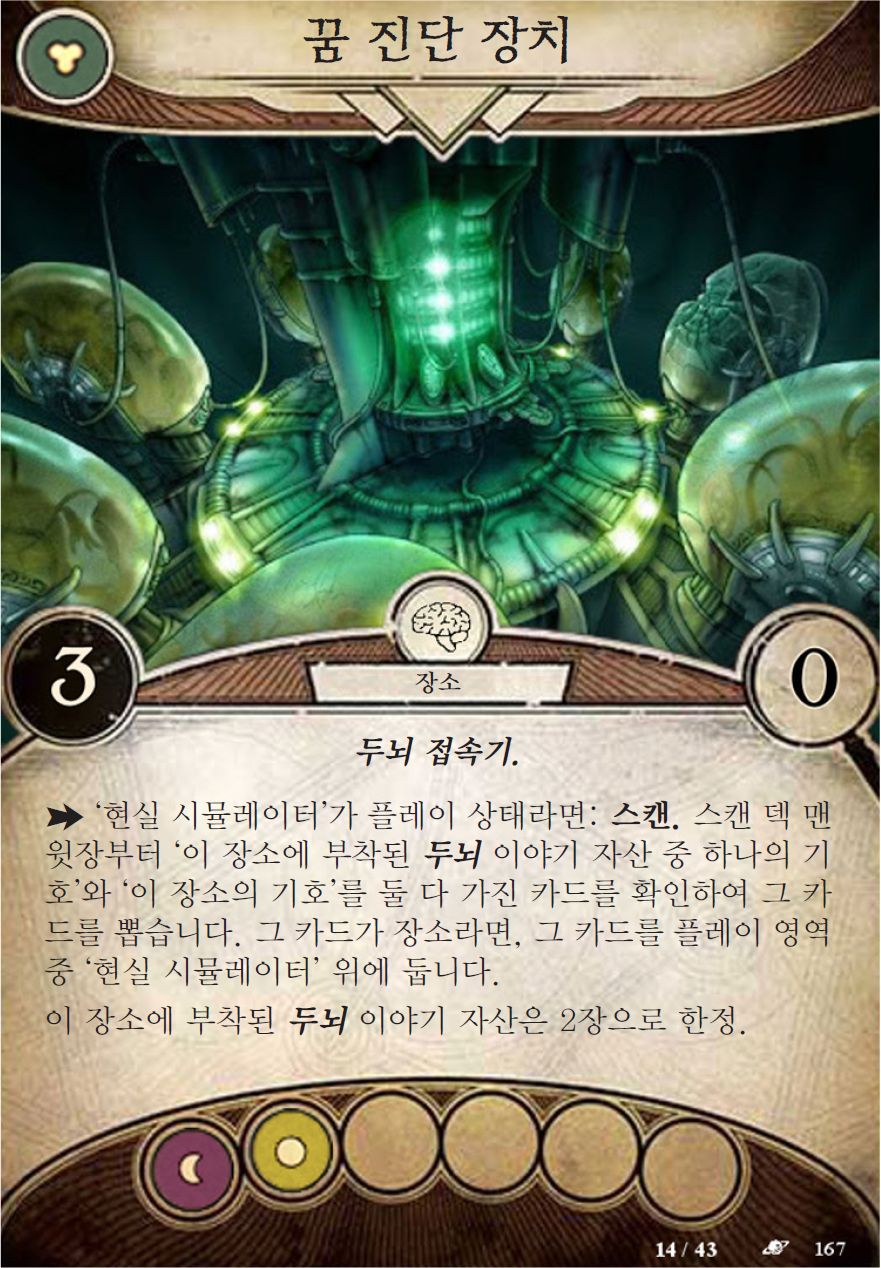 꿈 진단 장치
3
장소
0
두뇌 접속기.
‘현실 시뮬레이터’가 플레이 상태라면: 스캔. 스캔 덱 맨
윗장부터 ‘이 장소에 부착된 두뇌 이야기 자산 중 하나의 기
호’와 ‘이 장소의 기호’를 둘 다 가진 카드를 확인하여 그 카
드를 뽑습니다. 그 카드가 장소라면, 그 카드를 플레이 영역
중 ‘현실 시뮬레이터’ 위에 둡니다.
이 장소에 부착된 두뇌 이야기 자산은 2장으로 한정.
14 / 43
167